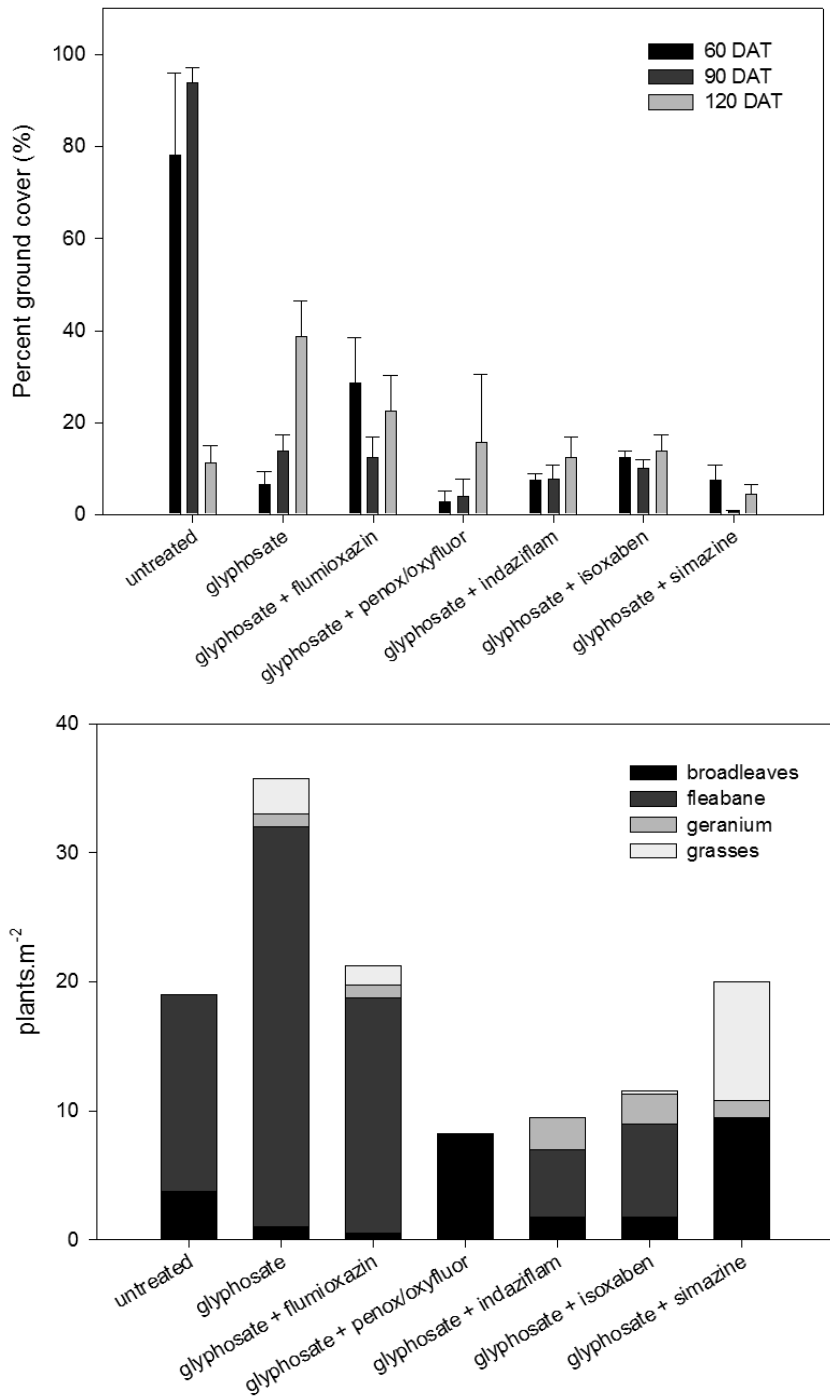 100
80
60
40
20
0
Percent ground cover (%)
60 DAT
90 DAT
120 DAT
untreated
glyphosate
glyphosate + flumioxazin
glyphosate + penox/oxyfluor
glyphosate + indaziflam
glyphosate + isoxaben
glyphosate + simazine
40
30
20
10
0
plants.m⁻²
broadleaves
fleabane
geranium
grasses
untreated
glyphosate
glyphosate + flumioxazin
glyphosate + penox/oxyfluor
glyphosate + indaziflam
glyphosate + isoxaben
glyphosate + simazine